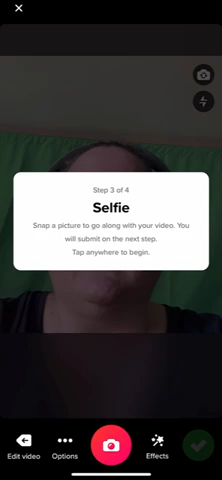 Step 3 of 4
Selfie
Snap a picture to go along with your video. You
will submit on the next step.
Tap anywhere to begin.
Edit video
Options
Effects